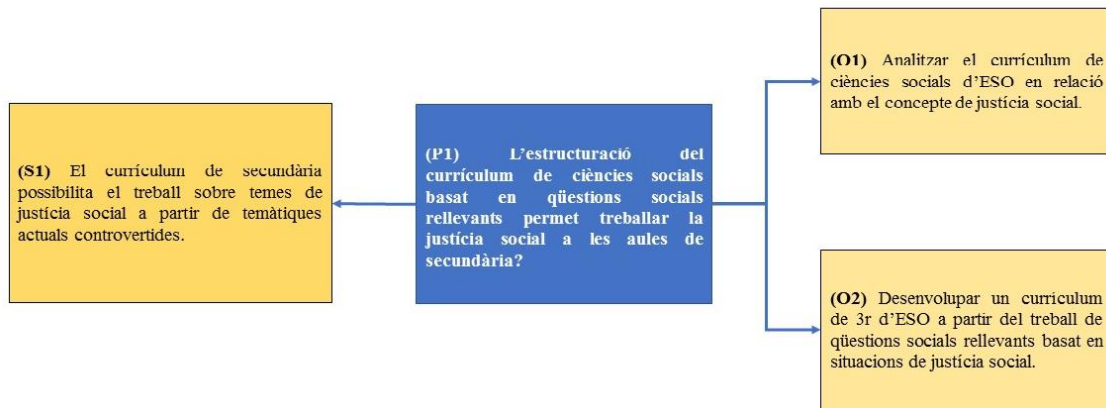 (S1) El currículum de secundària
possibilita el treball sobre temes de
justícia social a partir de temàtiques
actuals controvertides.
(P1) L'estructuració del
currículum de ciències socials
basat en qüestions socials
rellevants permet treballar la
justícia social a les aules de
secundària?
(O1) Analitzar el currículum de
ciències socials d'ESO en relació
amb el concepte de justícia social.
(O2) Desenvolupar un currículum
de 3r d'ESO a partir del treball de
qüestions socials rellevants basat en
situacions de justícia social.